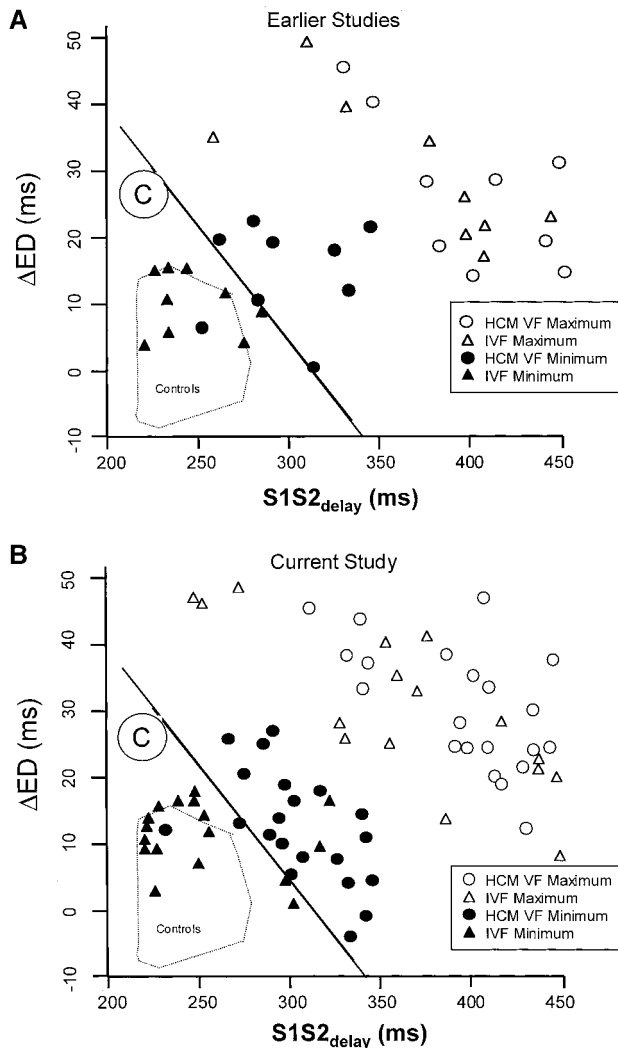 A
Earlier Studies
50
40
30
20
10
0
-10
ΔED (ms)
C
Controls
HCM VF Maximum
IVF Maximum
HCM VF Minimum
IVF Minimum
200 250 300 350 400 450
S1S2delay (ms)
B
Current Study
50
40
30
20
10
0
-10
ΔED (ms)
C
Controls
HCM VF Maximum
IVF Maximum
HCM VF Minimum
IVF Minimum
200 250 300 350 400 450
S1S2delay (ms)